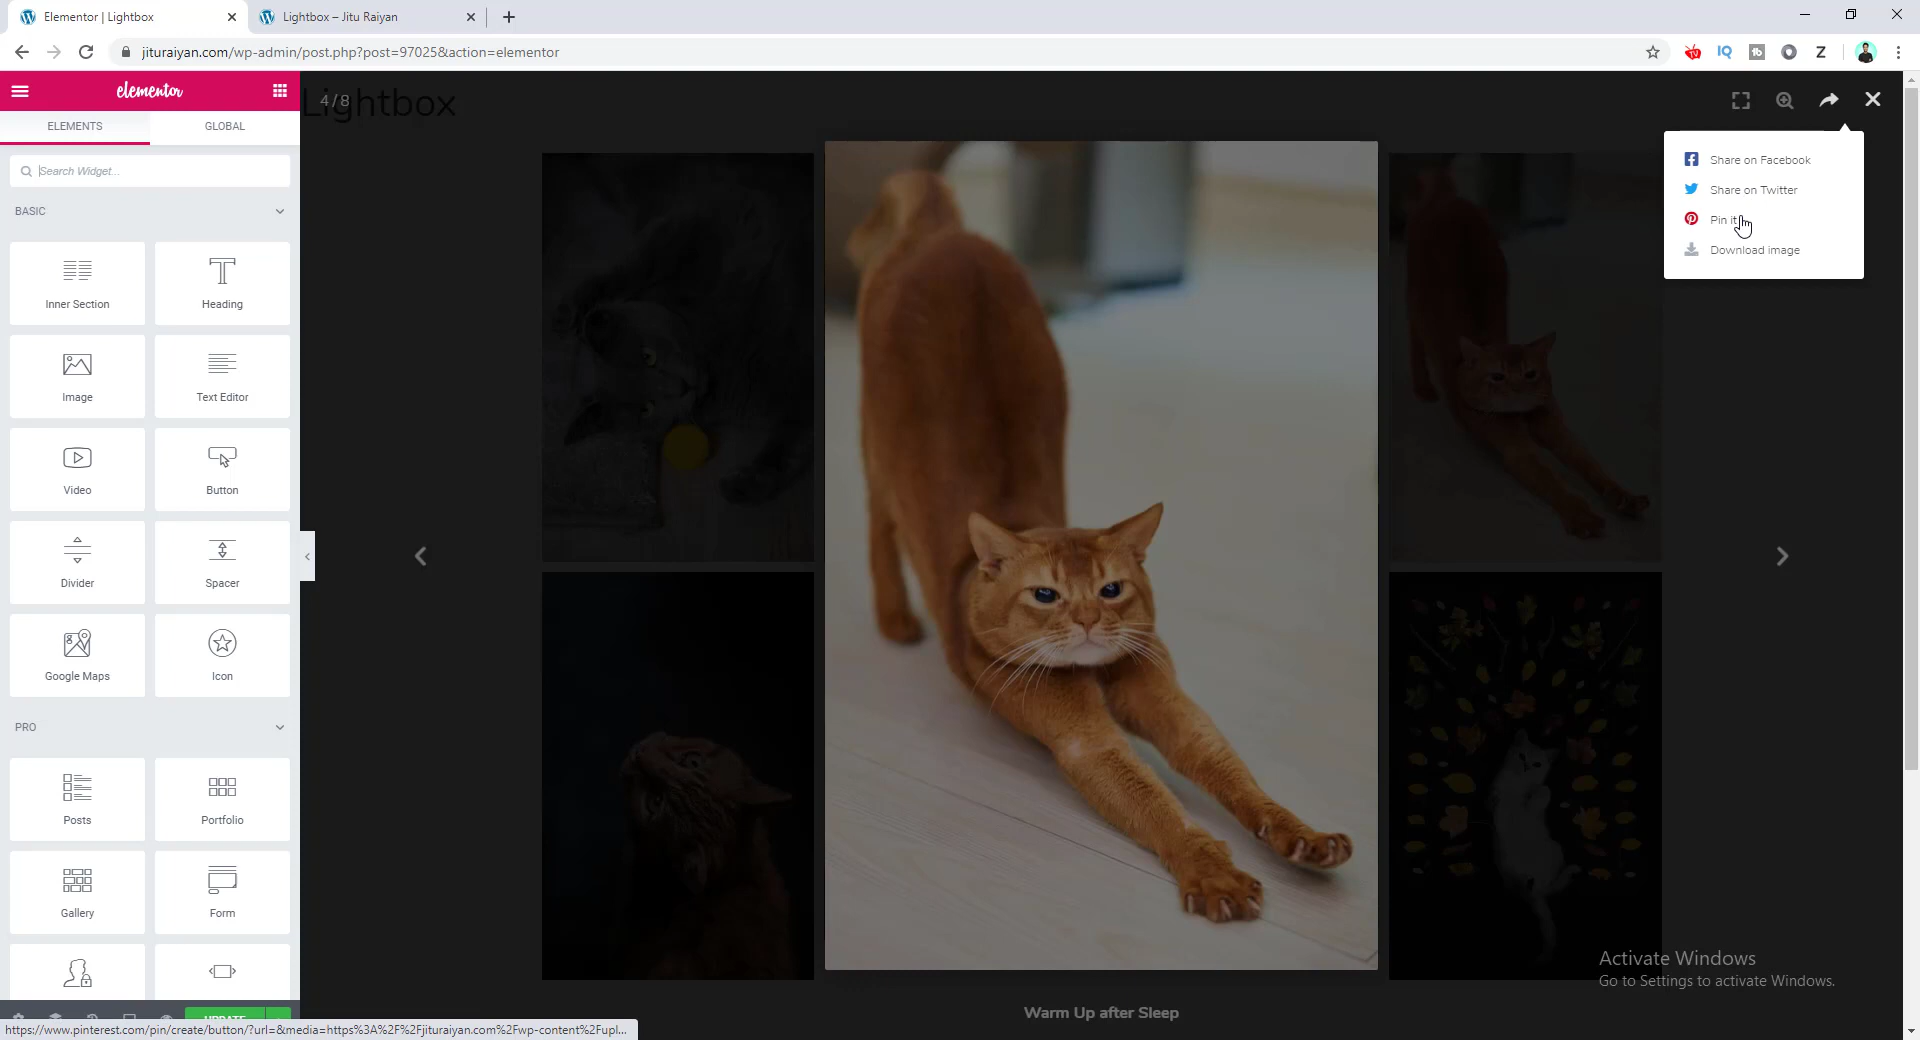 Elementor | Lightbox
Lightbox – Jitu Raiyan
jituraiyan.com/wp-admin/post.php?post=97025&action=elementor
elementor
ELEMENTS
GLOBAL
Search Widget...
BASIC
Inner Section
Heading
Image
Text Editor
Video
Button
Divider
Spacer
Google Maps
Icon
PRO
Posts
Portfolio
Gallery
Form
UPDATE
https://www.pinterest.com/pin/create/button/?url=&media=https%3A%2F%2Fjituraiyan.com%2Fwp-content%2Fupl...
Lightbox
4/8
Share on Facebook
Share on Twitter
Pin it
Download image
Warm Up after Sleep
Activate Windows
Go to Settings to activate Windows.
IQ
tb
Z